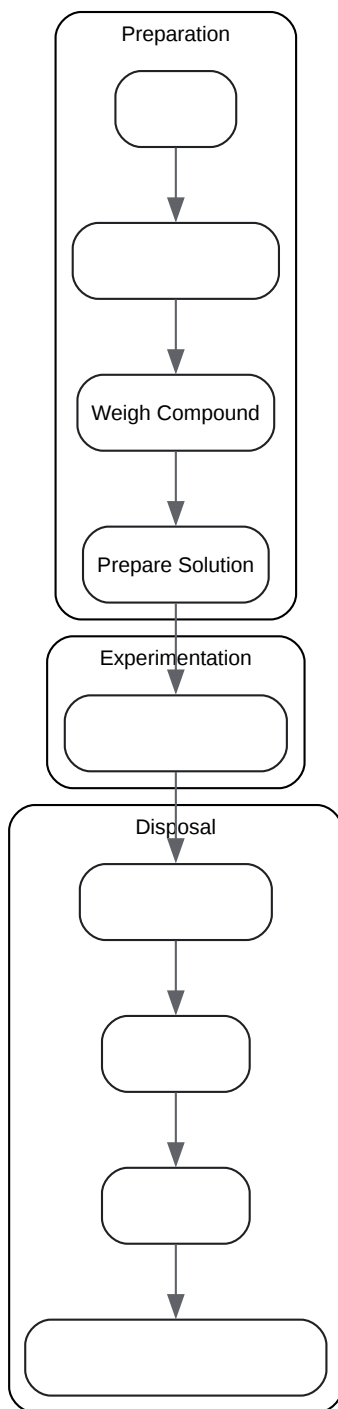 Preparation
Weigh Compound
Prepare Solution
Experimentation
Disposal